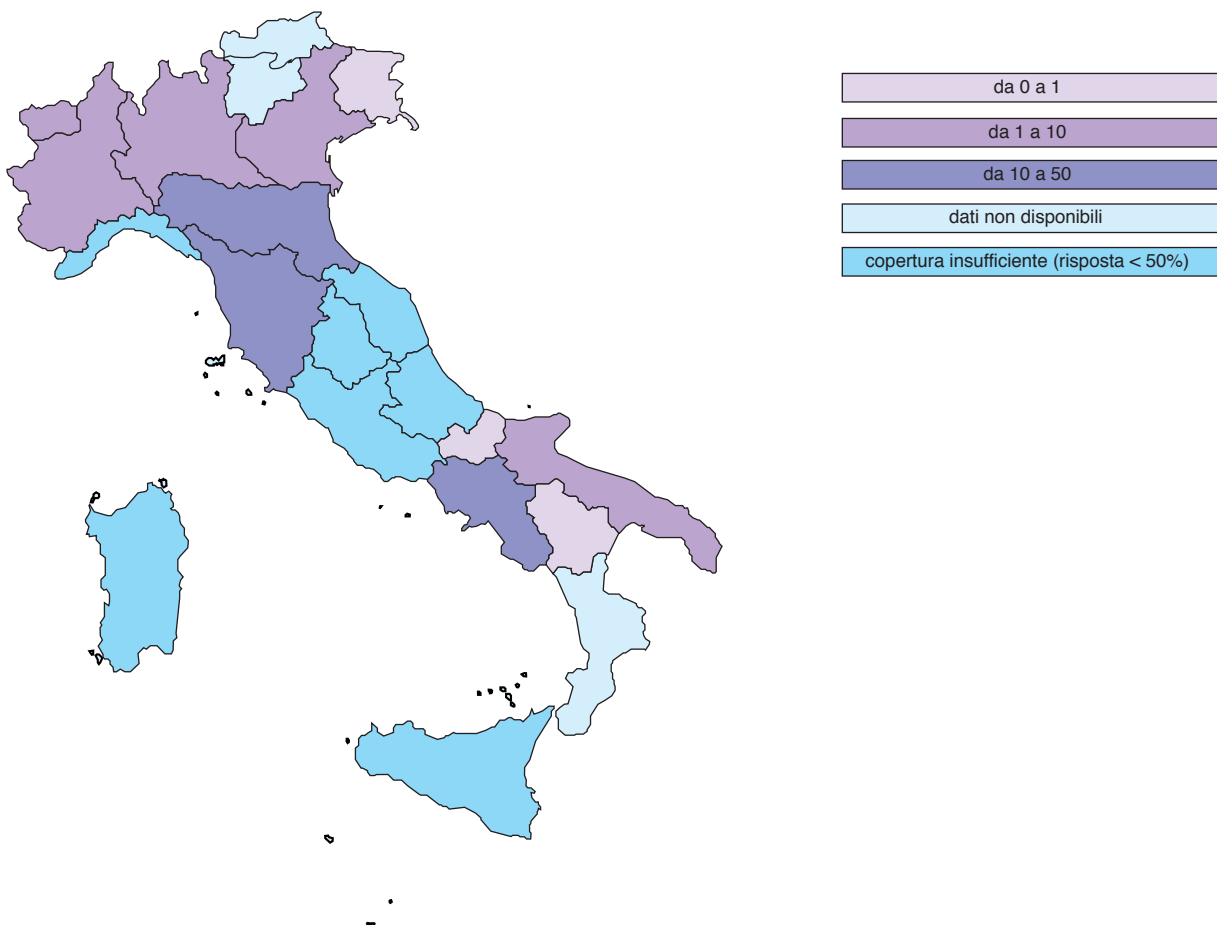 da 0 a 1
da 1 a 10
da 10 a 50
dati non disponibili
copertura insufficiente (risposta < 50%)